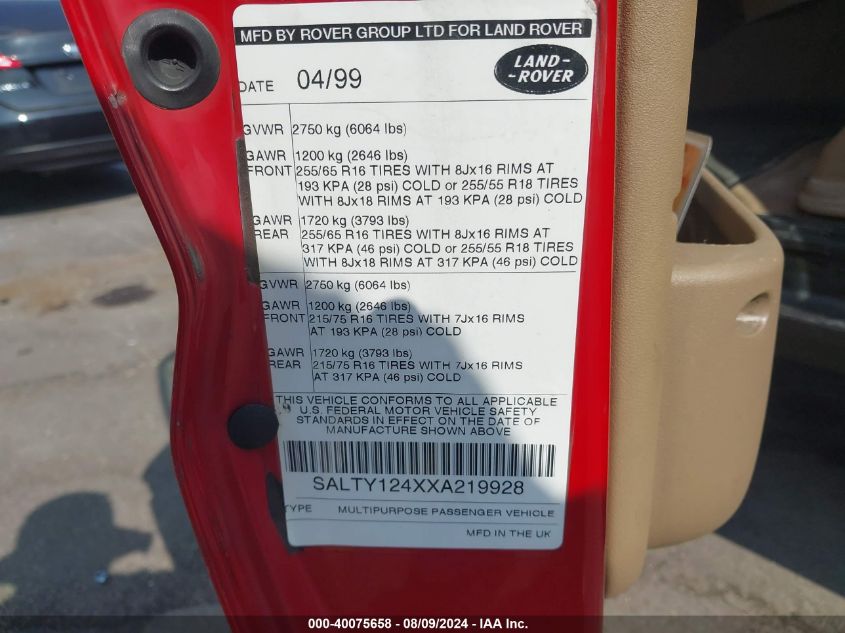 MFD BY ROVER GROUP LTD FOR LAND ROVER
DATE 04/99
LAND-
-ROVER
GVWR 2750 kg (6064 lbs)
GAWR 1200 kg (2646 lbs)
FRONT 255/65 R16 TIRES WITH 8Jx16 RIMS AT
193 KPA (28 psi) COLD or 255/55 R18 TIRES
WITH 8Jx18 RIMS AT 193 KPA (28 psi) COLD
GAWR 1720 kg (3793 lbs)
REAR 255/65 R16 TIRES WITH 8Jx16 RIMS AT
317 KPA (46 psi) COLD or 255/55 R18 TIRES
WITH 8Jx18 RIMS AT 317 KPA (46 psi) COLD
GVWR 2750 kg (6064 lbs)
GAWR 1200 kg (2646 lbs)
FRONT 215/75 R16 TIRES WITH 7Jx16 RIMS
AT 193 KPA (28 psi) COLD
GAWR 1720 kg (3793 lbs)
REAR 215/75 R16 TIRES WITH 7Jx16 RIMS
AT 317 KPA (46 psi) COLD
THIS VEHICLE CONFORMS TO ALL APPLICABLE
U.S. FEDERAL MOTOR VEHICLE SAFETY
STANDARDS IN EFFECT ON THE DATE OF
MANUFACTURE SHOWN ABOVE
SALTY124XXA219928
TYPE MULTIPURPOSE PASSENGER VEHICLE
MFD IN THE UK
000-40075658 - 08/09/2024 - IAA Inc.